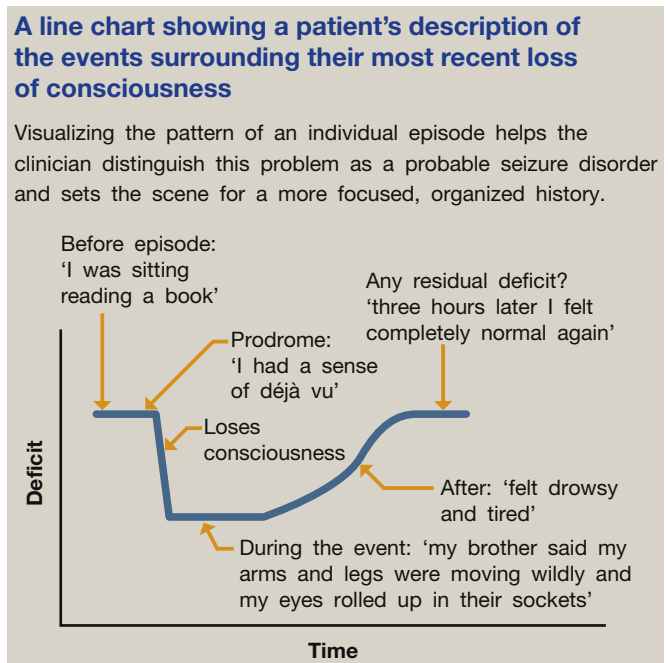 A line chart showing a patient’s description of
the events surrounding their most recent loss
of consciousness
Visualizing the pattern of an individual episode helps the
clinician distinguish this problem as a probable seizure disorder
and sets the scene for a more focused, organized history.
Before episode:
‘I was sitting
reading a book’
Any residual deficit?
‘three hours later I felt
completely normal again’
Prodrome:
‘I had a sense
of déjà vu’
Loses
consciousness
After: ‘felt drowsy
and tired’
During the event: ‘my brother said my
arms and legs were moving wildly and
my eyes rolled up in their sockets’
Deficit
Time